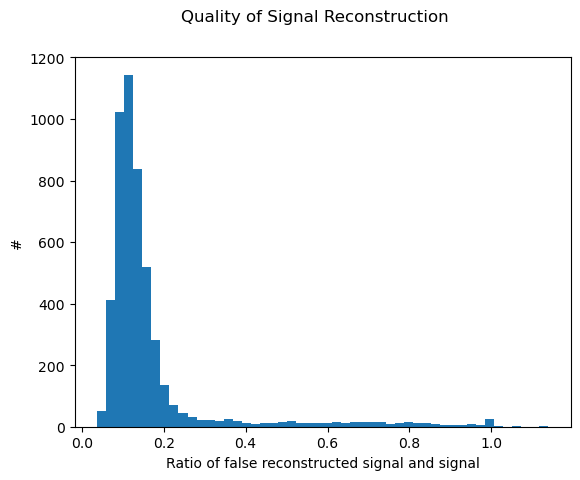 Quality of Signal Reconstruction
1200
1000
800
600
400
200
0
#
0.0 0.2 0.4 0.6 0.8 1.0
Ratio of false reconstructed signal and signal